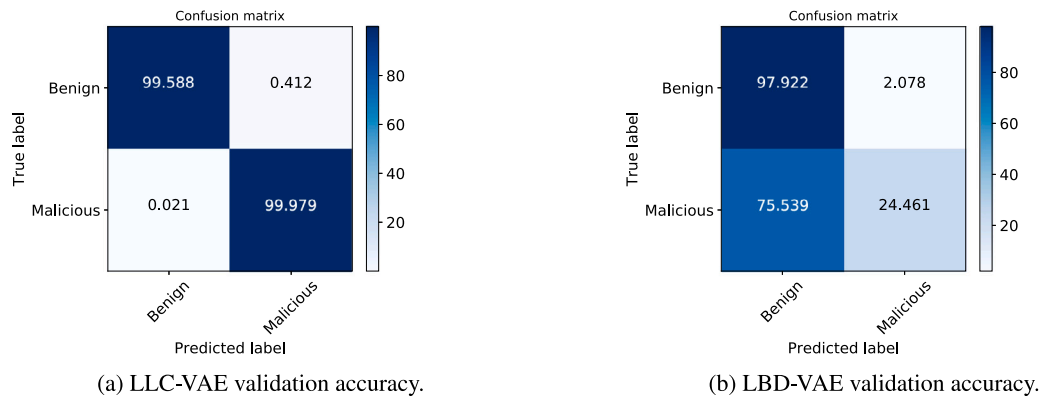 Confusion matrix
True label
Benign
Malicious
99.588
0.412
0.021
99.979
80
60
40
20
Benign
Malicious
Predicted label
(a) LLC-VAE validation accuracy.
Confusion matrix
True label
Benign
Malicious
97.922
2.078
75.539
24.461
80
60
40
20
Benign
Malicious
Predicted label
(b) LBD-VAE validation accuracy.